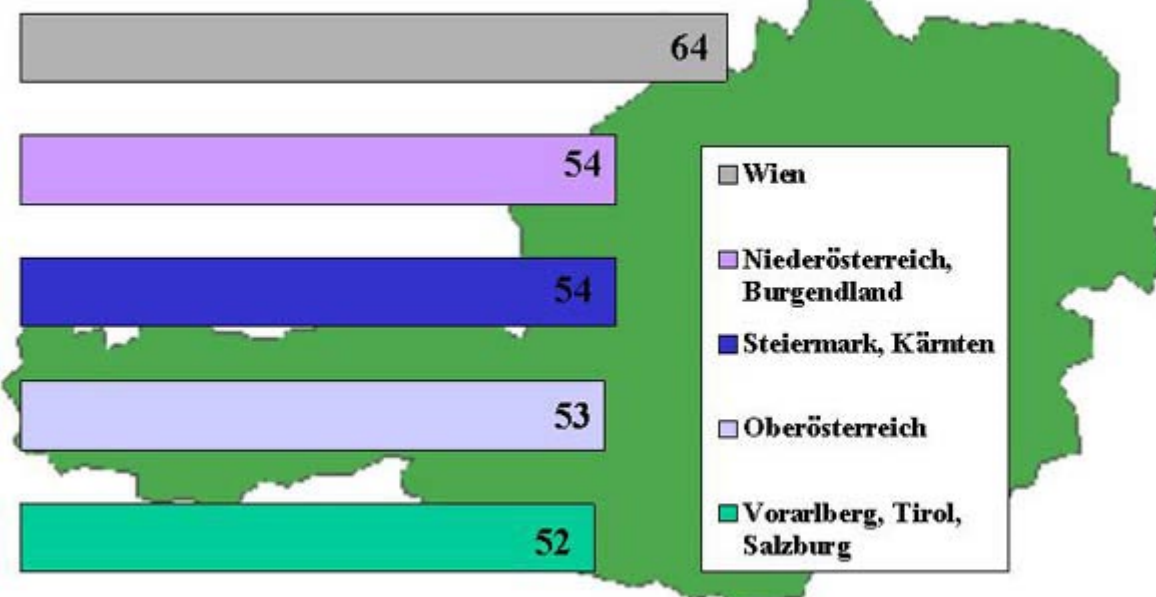 64
54
54
53
52
Wien
Niederösterreich,
Burgendland
Steiermark, Kärnten
Oberösterreich
Vorarlberg, Tirol,
Salzburg